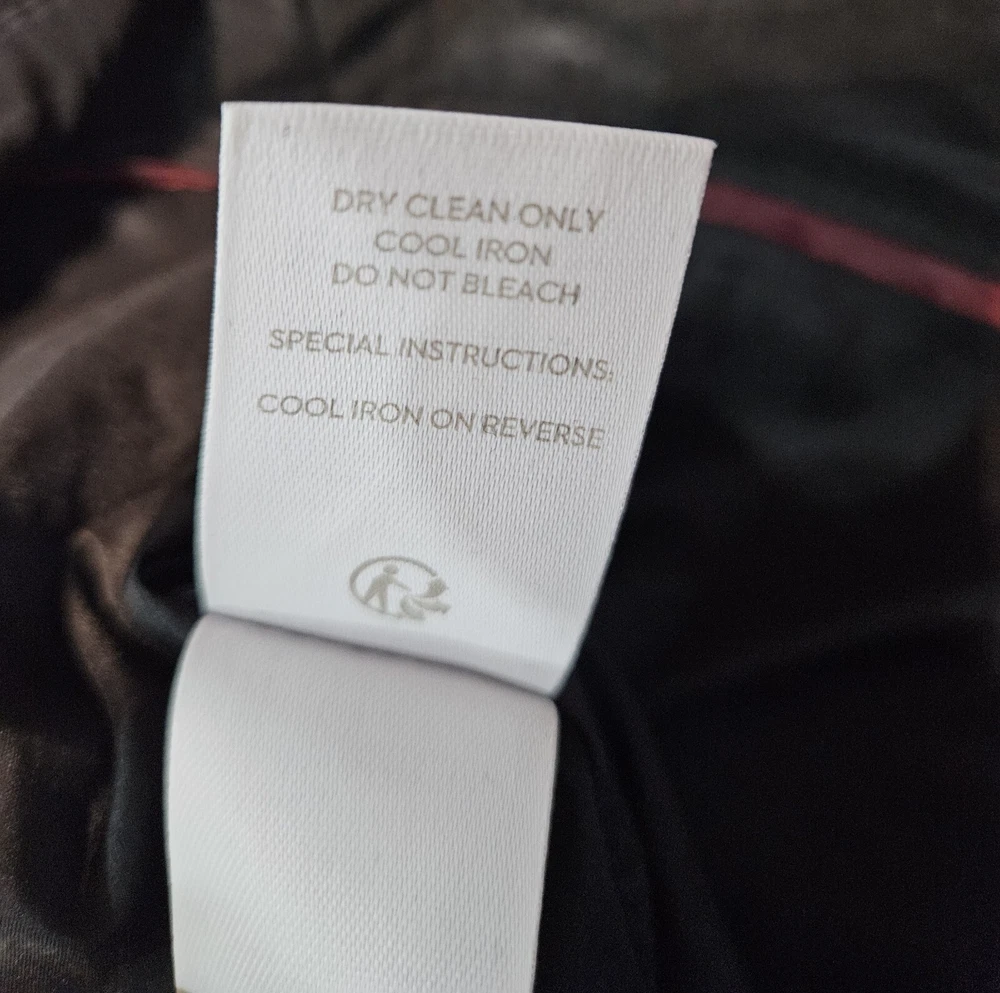 DRY CLEAN ONLY
COOL IRON
DO NOT BLEACH
SPECIAL INSTRUCTIONS:
COOL IRON ON REVERSE